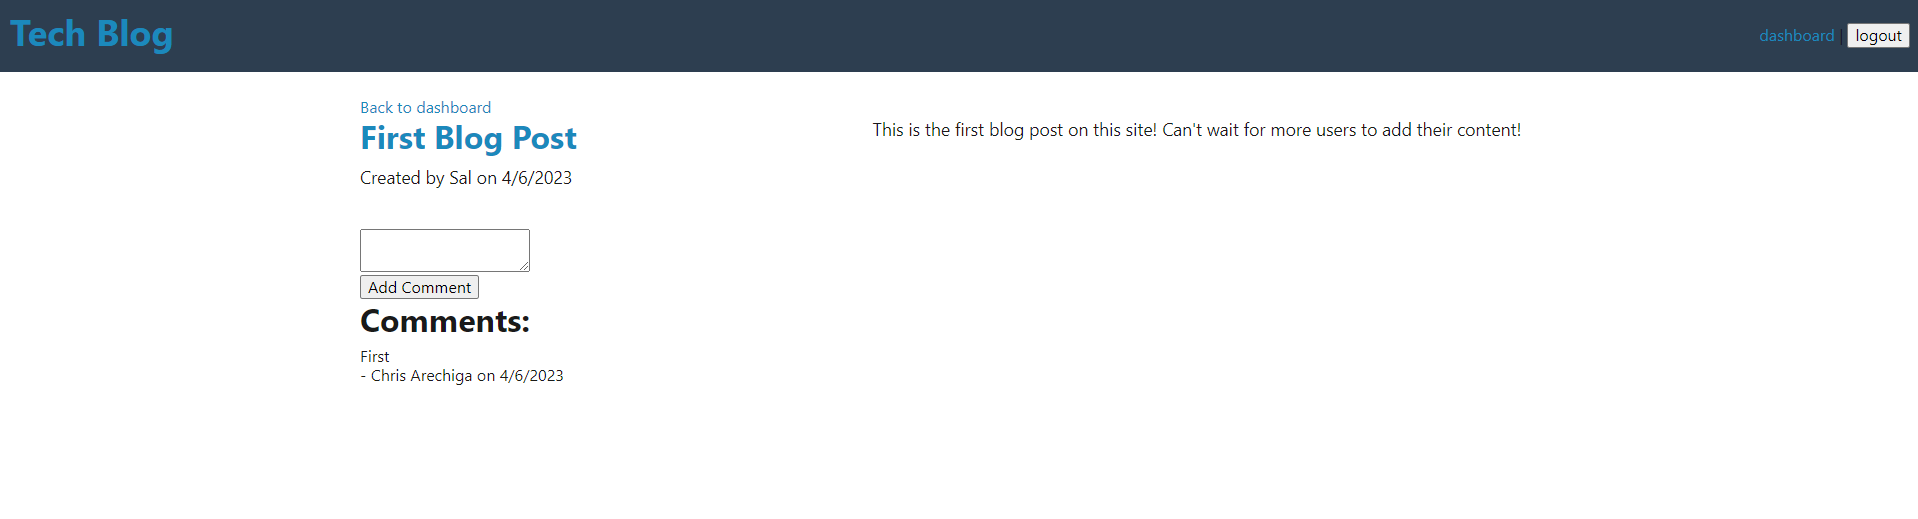 Tech Blog
dashboard | logout
Back to dashboard
First Blog Post
Created by Sal on 4/6/2023
This is the first blog post on this site! Can't wait for more users to add their content!
Add Comment
Comments:
First
- Chris Arechiga on 4/6/2023